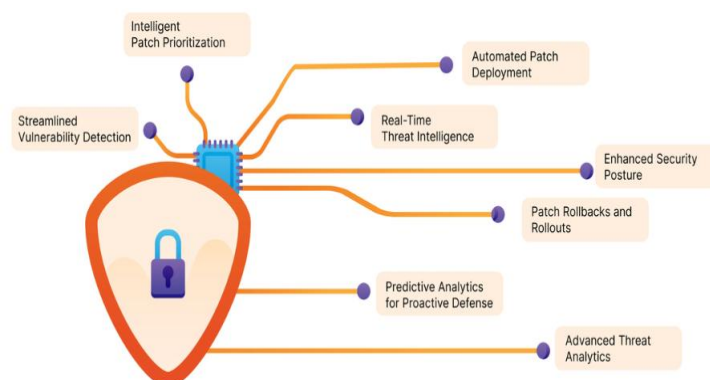 Intelligent
Patch Prioritization
Automated Patch
Deployment
Streamlined
Vulnerability Detection
Real-Time
Threat Intelligence
Enhanced Security
Posture
Patch Rollbacks and
Rollouts
Predictive Analytics
for Proactive Defense
Advanced Threat
Analytics